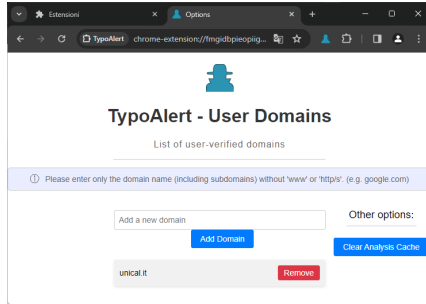 Estensioni
Options
TypoAlert
chrome-extension://fmgidbpieopiig...
TypoAlert - User Domains
List of user-verified domains
Please enter only the domain name (including subdomains) without 'www' or 'http/s'. (e.g. google.com)
Add a new domain
Add Domain
Other options:
Clear Analysis Cache
unical.it
Remove